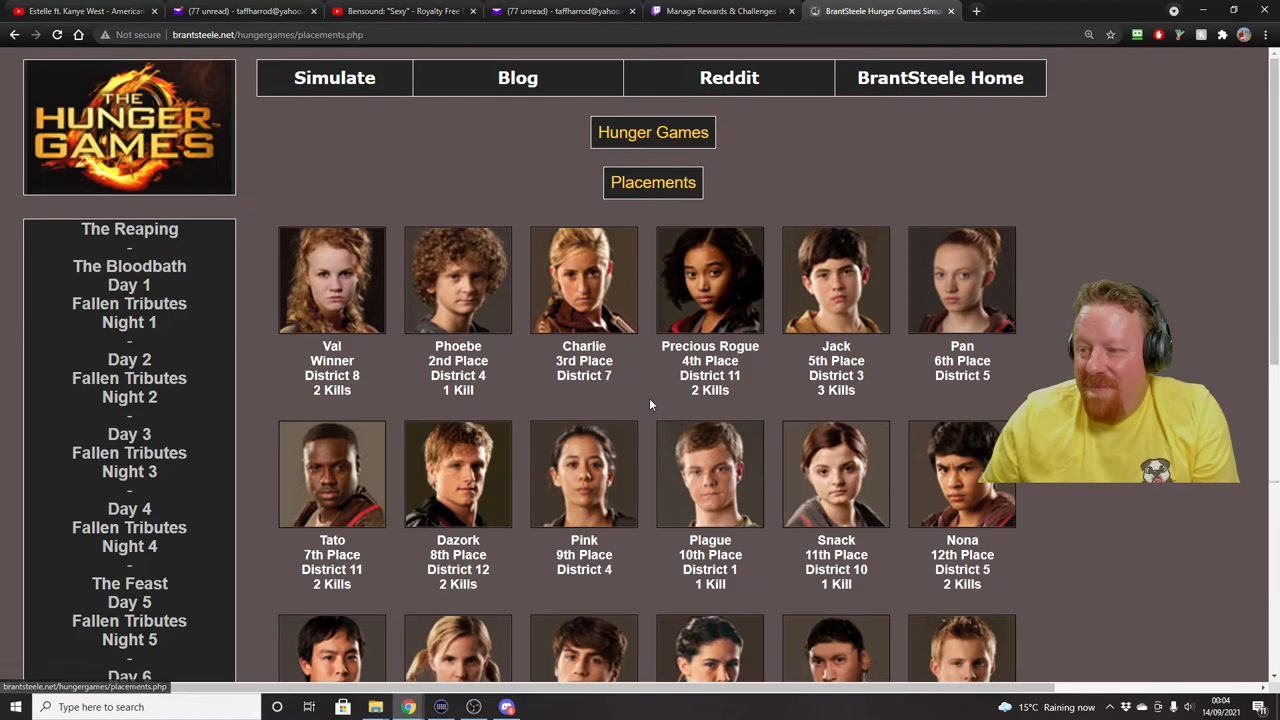 Estelle ft. Kanye West - American
(77 unread) - taffharrod@yahoo
Bensound: "Sexy" - Royalty Free
(77 unread) - taffharrod@yahoo
Manage Rewards & Challenges -
BrantSteele Hunger Games Simu
Not secure
brantsteele.net/hungergames/placements.php
THE
HUNGER
GAMES
Simulate
Blog
Reddit
BrantSteele Home
Hunger Games
Placements
The Reaping
-
The Bloodbath
Day 1
Fallen Tributes
Night 1
-
Day 2
Fallen Tributes
Night 2
-
Day 3
Fallen Tributes
Night 3
-
Day 4
Fallen Tributes
Night 4
-
The Feast
Day 5
Fallen Tributes
Night 5
-
Day 6
Val
Winner
District 8
2 Kills
Phoebe
2nd Place
District 4
1 Kill
Charlie
3rd Place
District 7
Precious Rogue
4th Place
District 11
2 Kills
Jack
5th Place
District 3
3 Kills
Pan
6th Place
District 5
Tato
7th Place
District 11
2 Kills
Dazork
8th Place
District 12
2 Kills
Pink
9th Place
District 4
Plague
10th Place
District 1
1 Kill
Snack
11th Place
District 10
1 Kill
Nona
12th Place
District 5
2 Kills
brantsteele.net/hungergames/placements.php
Type here to search
15°C Raining now
00:04
14/09/2021